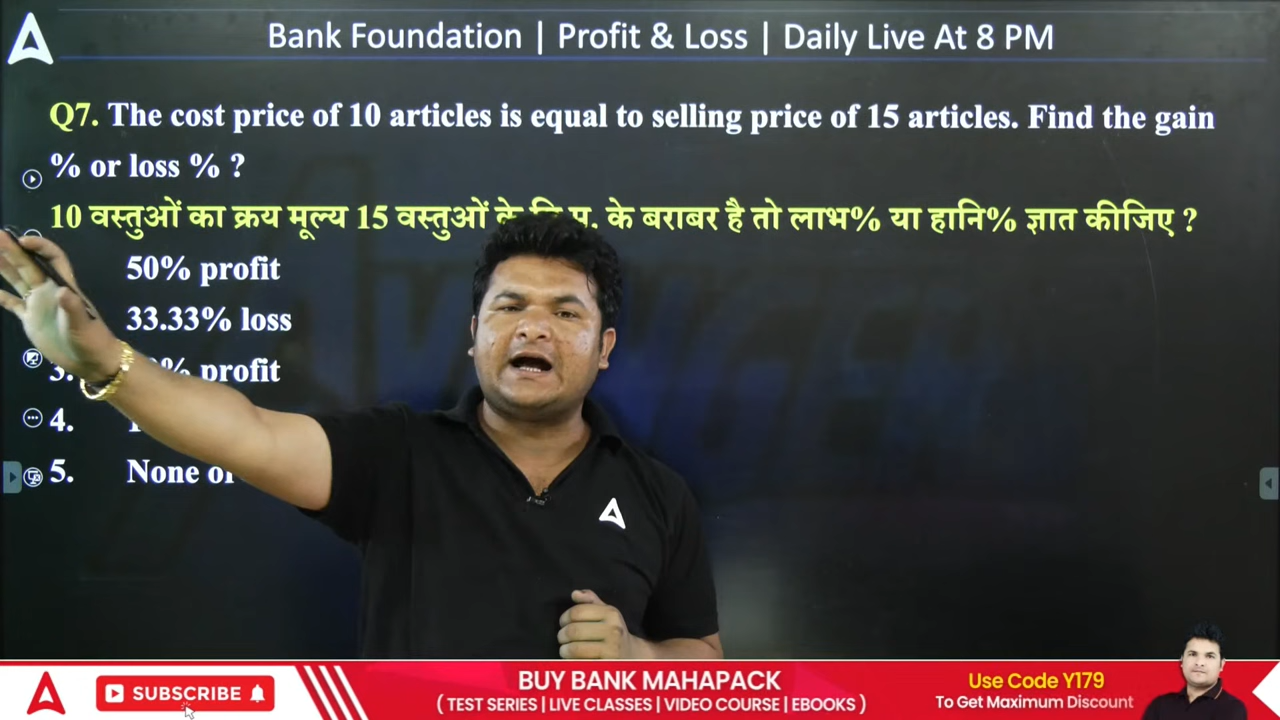 Bank Foundation | Profit & Loss | Daily Live At 8 PM
Q7. The cost price of 10 articles is equal to selling price of 15 articles. Find the gain
% or loss % ?
10 वस्तुओं का क्रय मूल्य 15 वस्तुओं के के बराबर है तो लाभ% या हानि% ज्ञात कीजिए ?
50% profit
33.33% loss
3. % profit
4.
5. None
SUBSCRIBE
BUY BANK MAHAPACK
( TEST SERIES | LIVE CLASSES | VIDEO COURSE | EBOOKS )
Use Code Y179
To Get Maximum Discount